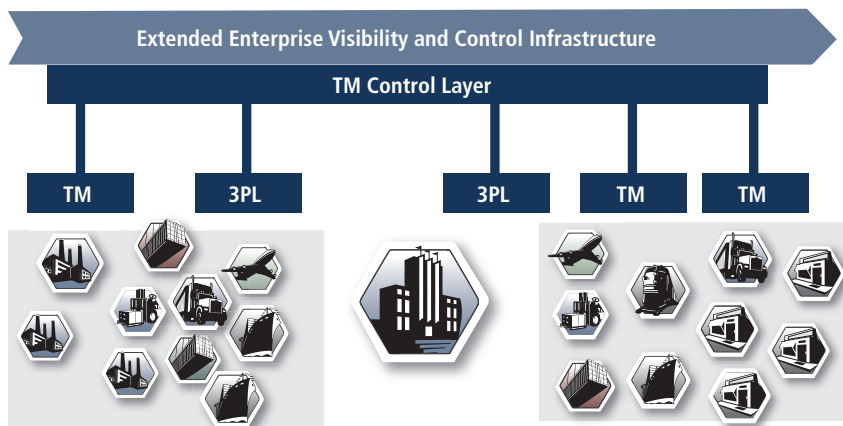 Extended Enterprise Visibility and Control Infrastructure
TM Control Layer
TM
3PL
3PL
TM
TM